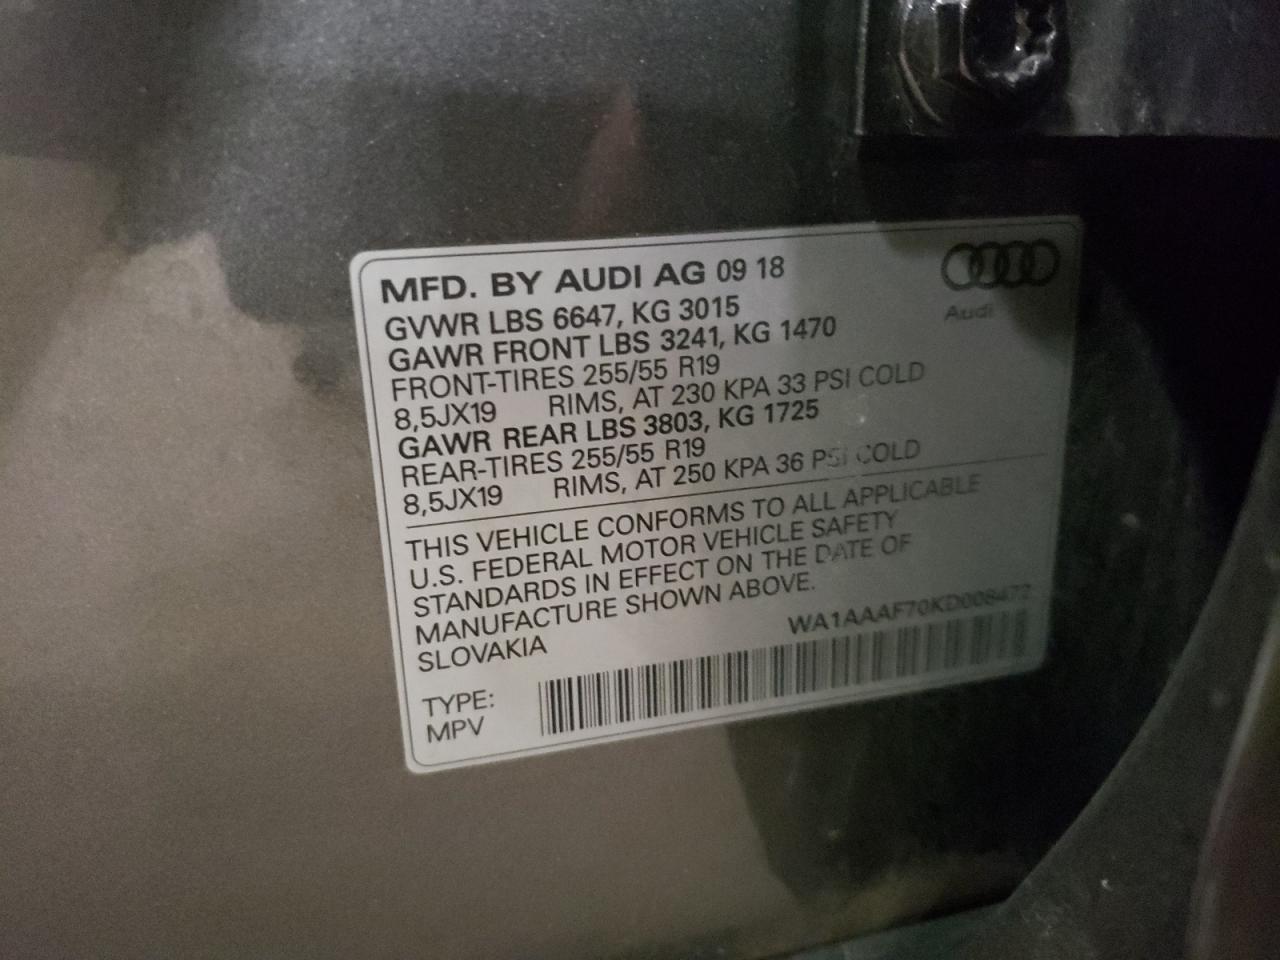 MFD. BY AUDI AG 09 18
GVWR LBS 6647, KG 3015
GAWR FRONT LBS 3241, KG 1470
FRONT-TIRES 255/55 R19
8,5JX19 RIMS, AT 230 KPA 33 PSI COLD
GAWR REAR LBS 3803, KG 1725
REAR-TIRES 255/55 R19
8,5JX19 RIMS, AT 250 KPA 36 PSI COLD
Audi
THIS VEHICLE CONFORMS TO ALL APPLICABLE
U.S. FEDERAL MOTOR VEHICLE SAFETY
STANDARDS IN EFFECT ON THE DATE OF
MANUFACTURE SHOWN ABOVE.
SLOVAKIA
WA1AAAF70KD008472
TYPE:
MPV